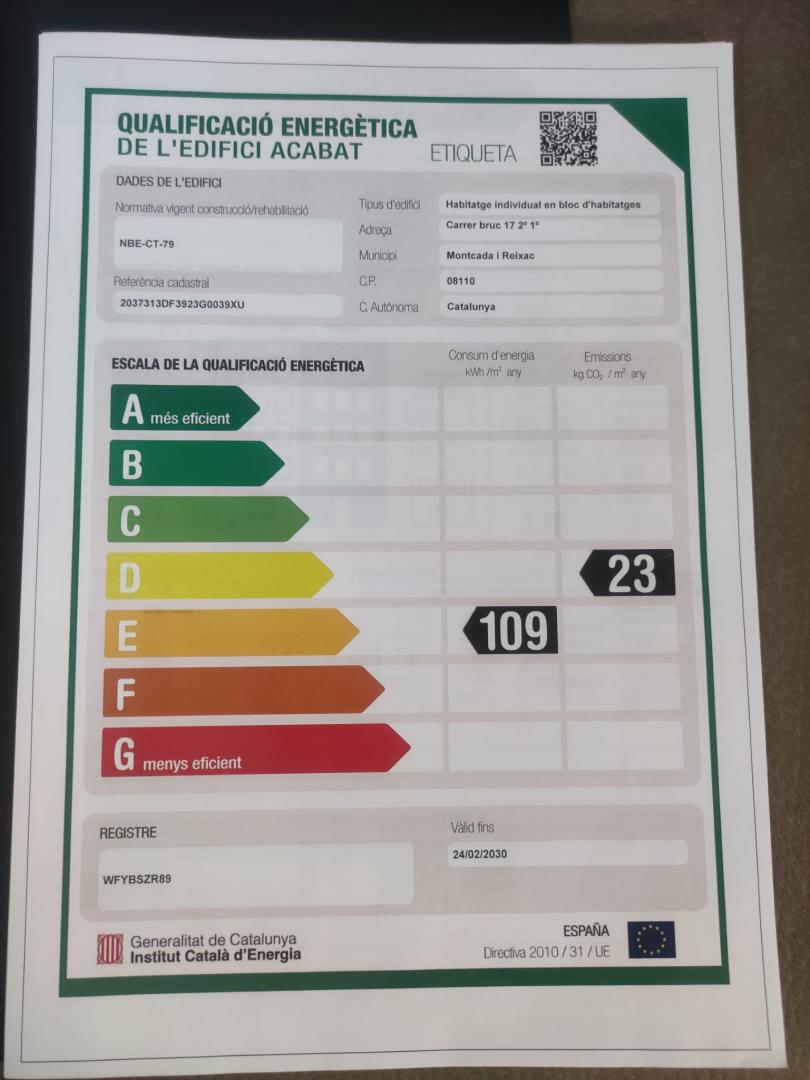 QUALIFICACIÓ ENERGÈTICA
DE L'EDIFICI ACABAT
ETIQUETA
DADES DE L'EDIFICI
Normativa vigent construcció/rehabilitació
NBE-CT-79
Referència cadastral
2037313DF3923G0039XU
Tipus d'edifici Habitatge individual en bloc d'habitatges
Adreça Carrer bruc 17 2º 1º
Municipi Montcada i Reixac
C.P. 08110
C. Autònoma Catalunya
ESCALA DE LA QUALIFICACIÓ ENERGÈTICA
Consum d'energia
kWh /m² any
Emissions
kg CO₂ / m² any
A més eficient
B
C
D 23
E 109
F
G menys eficient
REGISTRE
WFYBSZR89
Vàlid fins
24/02/2030
Generalitat de Catalunya
Institut Català d'Energia
ESPAÑA
Directiva 2010 / 31 / UE